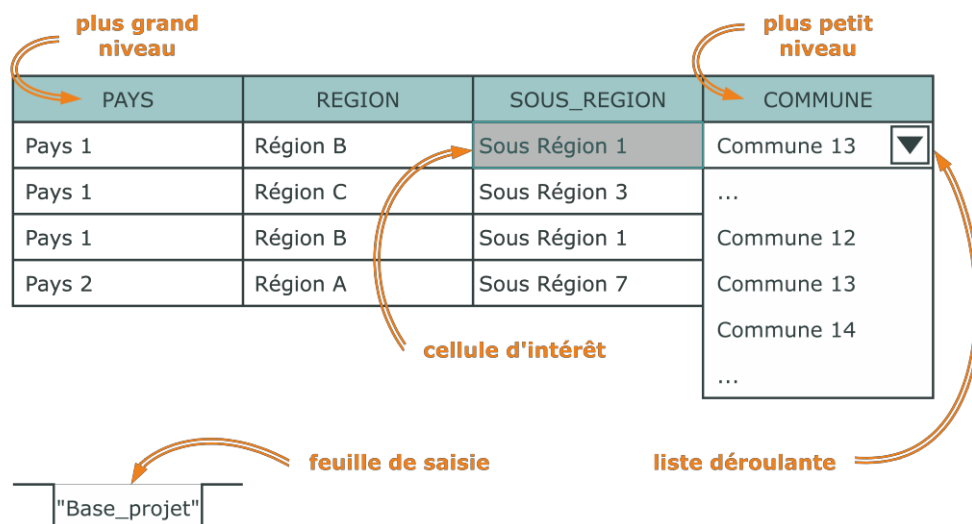 plus grand
niveau
plus petit
niveau
PAYS REGION SOUS_REGION COMMUNE
Pays 1 Région B Sous Région 1 Commune 13
Pays 1 Région C Sous Région 3 ...
Pays 1 Région B Sous Région 1 Commune 12
Pays 2 Région A Sous Région 7 Commune 13
Commune 14
...
cellule d'intérêt
feuille de saisie
liste déroulante
"Base_projet"